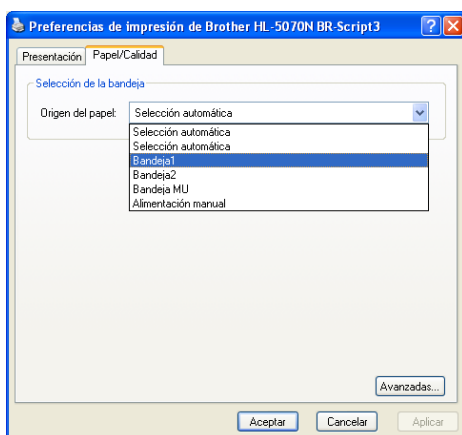 Preferencias de impresión de Brother HL-5070N BR-Script3
Presentación Papel/Calidad
Selección de la bandeja
Origen del papel: Selección automática
Selección automática
Selección automática
Bandeja1
Bandeja2
Bandeja MU
Alimentación manual
Avanzadas...
Aceptar Cancelar Aplicar